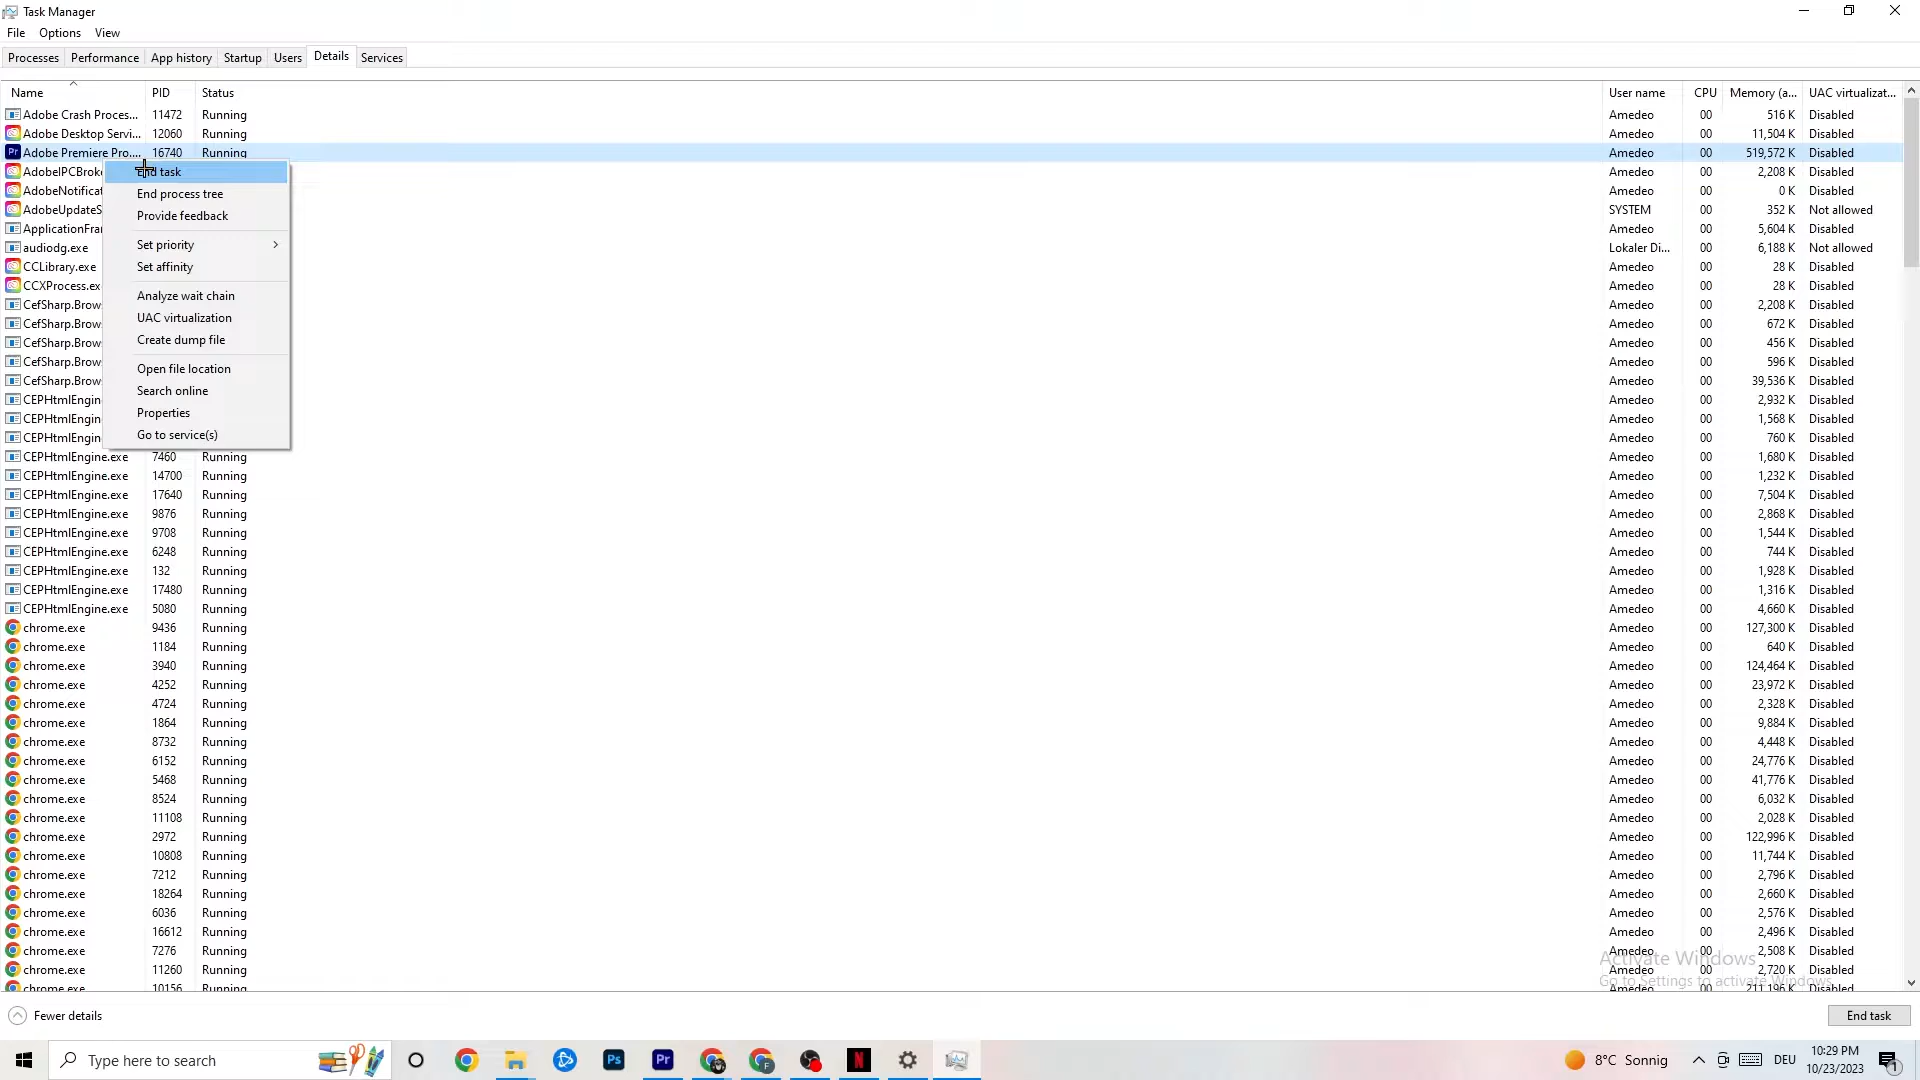 Task Manager
File Options View
Processes Performance App history Startup Users Details Services
Name PID Status User name CPU Memory (a... UAC virtualizat...
Adobe Crash Proces... 11472 Running Amedeo 00 516 K Disabled
Adobe Desktop Servi... 12060 Running Amedeo 00 11,504 K Disabled
Adobe Premiere Pro.... 16740 Running Amedeo 00 519,572 K Disabled
AdobeIPCBrok Amedeo 00 2,208 K Disabled
AdobeNotificat Amedeo 00 0 K Disabled
AdobeUpdateS SYSTEM 00 352 K Not allowed
ApplicationFra Amedeo 00 5,604 K Disabled
audiodg.exe Lokaler Di... 00 6,188 K Not allowed
CCLibrary.exe Amedeo 00 28 K Disabled
CCXProcess.ex Amedeo 00 28 K Disabled
CefSharp.Brow Amedeo 00 2,208 K Disabled
CefSharp.Brow Amedeo 00 672 K Disabled
CefSharp.Brow Amedeo 00 456 K Disabled
CefSharp.Brow Amedeo 00 596 K Disabled
CefSharp.Brow Amedeo 00 39,536 K Disabled
CEPHtmlEngin Amedeo 00 2,932 K Disabled
CEPHtmlEngin Amedeo 00 1,568 K Disabled
CEPHtmlEngin Amedeo 00 760 K Disabled
task
End process tree
Provide feedback
Set priority
Set affinity
Analyze wait chain
UAC virtualization
Create dump file
Open file location
Search online
Properties
Go to service(s)
CEPHtmlEngine.exe 7460 Running Amedeo 00 1,680 K Disabled
CEPHtmlEngine.exe 14700 Running Amedeo 00 1,232 K Disabled
CEPHtmlEngine.exe 17640 Running Amedeo 00 7,504 K Disabled
CEPHtmlEngine.exe 9876 Running Amedeo 00 2,868 K Disabled
CEPHtmlEngine.exe 9708 Running Amedeo 00 1,544 K Disabled
CEPHtmlEngine.exe 6248 Running Amedeo 00 744 K Disabled
CEPHtmlEngine.exe 132 Running Amedeo 00 1,928 K Disabled
CEPHtmlEngine.exe 17480 Running Amedeo 00 1,316 K Disabled
CEPHtmlEngine.exe 5080 Running Amedeo 00 4,660 K Disabled
chrome.exe 9436 Running Amedeo 00 127,300 K Disabled
chrome.exe 1184 Running Amedeo 00 640 K Disabled
chrome.exe 3940 Running Amedeo 00 124,464 K Disabled
chrome.exe 4252 Running Amedeo 00 23,972 K Disabled
chrome.exe 4724 Running Amedeo 00 2,328 K Disabled
chrome.exe 1864 Running Amedeo 00 9,884 K Disabled
chrome.exe 8732 Running Amedeo 00 4,448 K Disabled
chrome.exe 6152 Running Amedeo 00 24,776 K Disabled
chrome.exe 5468 Running Amedeo 00 41,776 K Disabled
chrome.exe 8524 Running Amedeo 00 6,032 K Disabled
chrome.exe 11108 Running Amedeo 00 2,028 K Disabled
chrome.exe 2972 Running Amedeo 00 122,996 K Disabled
chrome.exe 10808 Running Amedeo 00 11,744 K Disabled
chrome.exe 7212 Running Amedeo 00 2,796 K Disabled
chrome.exe 18264 Running Amedeo 00 2,660 K Disabled
chrome.exe 6036 Running Amedeo 00 2,576 K Disabled
chrome.exe 16612 Running Amedeo 00 2,496 K Disabled
chrome.exe 7276 Running Amedeo 00 2,508 K Disabled
Activate Windows
chrome.exe 11260 Running Amedeo 00 2,720 K Disabled
Go to Settings to activate Windows.
chrome.exe 10156 Running Amedeo 00 211,196 K Disabled
Fewer details End task
Type here to search Ps Pr F N 8°C Sonnig DEU 10:29 PM
10/23/2023 1